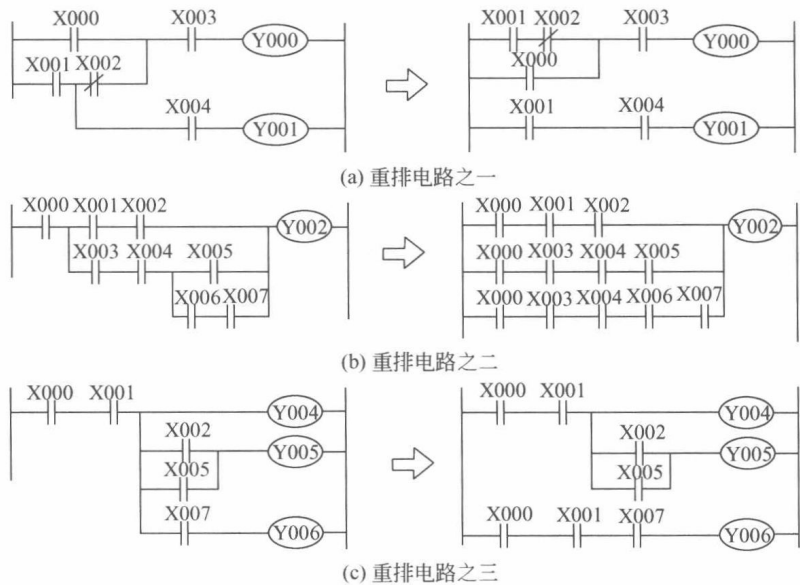 X000 X003 Y000
X001 X002
X004 Y001
X001 X002 X003 Y000
X000
X001 X004 Y001
(a) 重排电路之一
X000 X001 X002 Y002
X003 X004 X005
X006 X007
X000 X001 X002 Y002
X000 X003 X004 X005
X000 X003 X004 X006 X007
(b) 重排电路之二
X000 X001 Y004
X002 Y005
X005
X007 Y006
X000 X001 Y004
X002 Y005
X005
X000 X001 X007 Y006
(c) 重排电路之三